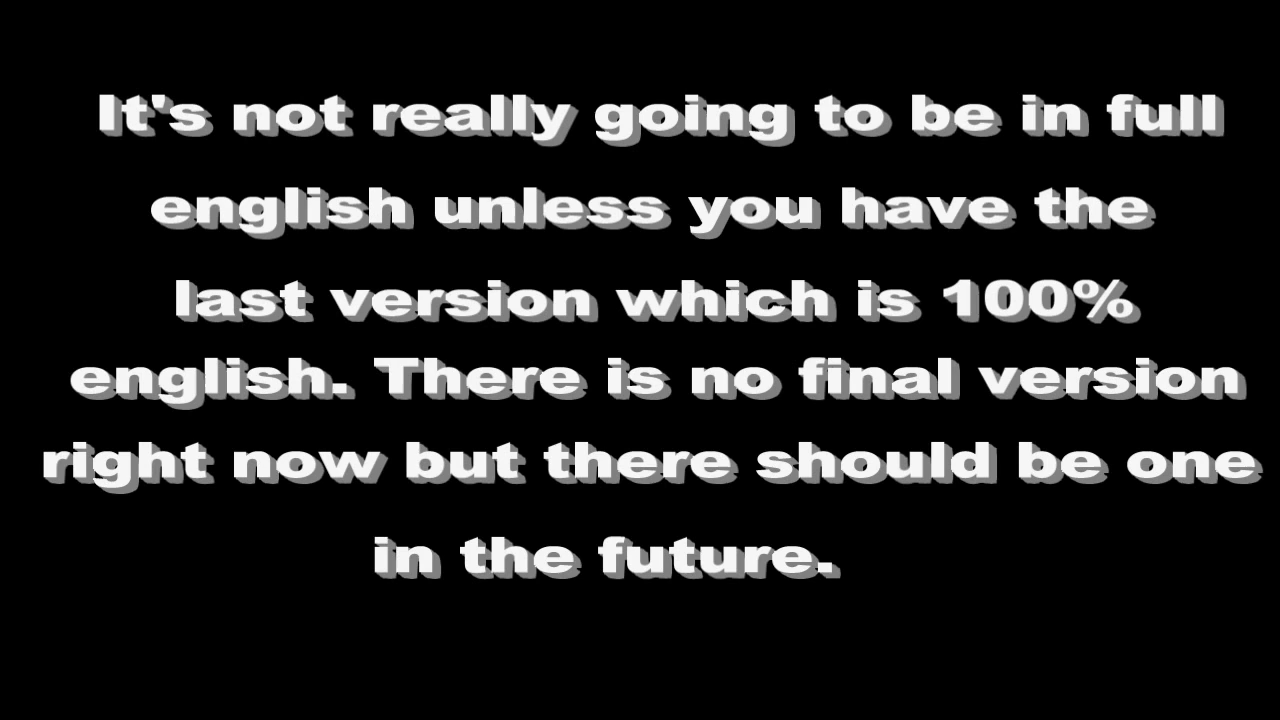 It's not really going to be in full
english unless you have the
last version which is 100%
english. There is no final version
right now but there should be one
in the future.